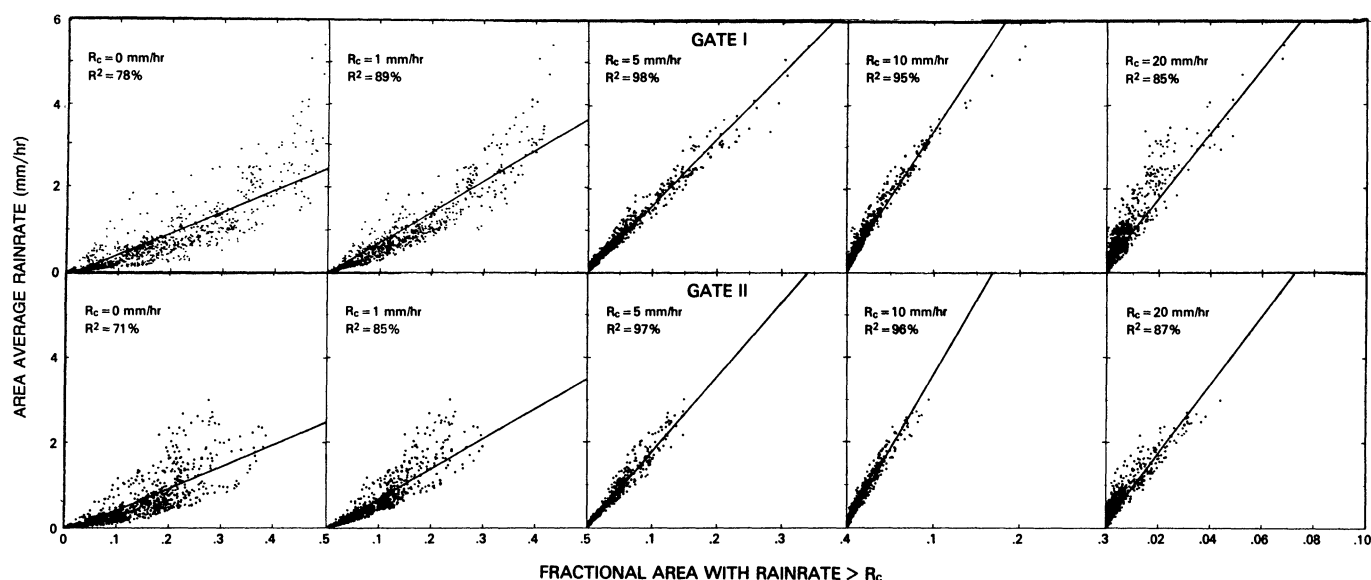 AREA AVERAGE RAINRATE (mm/hr)
6
4
2
0
GATE I
Rc = 0 mm/hr
R² = 78%
Rc = 1 mm/hr
R² = 89%
Rc = 5 mm/hr
R² = 98%
Rc = 10 mm/hr
R² = 95%
Rc = 20 mm/hr
R² = 85%
GATE II
Rc = 0 mm/hr
R² = 71%
Rc = 1 mm/hr
R² = 85%
Rc = 5 mm/hr
R² = 97%
Rc = 10 mm/hr
R² = 96%
Rc = 20 mm/hr
R² = 87%
4
2
0
0 .1 .2 .3 .4 .5 .1 .2 .3 .4 .5 .1 .2 .3 .4 .1 .2 .3 .02 .04 .06 .08 .10
FRACTIONAL AREA WITH RAINRATE > Rc